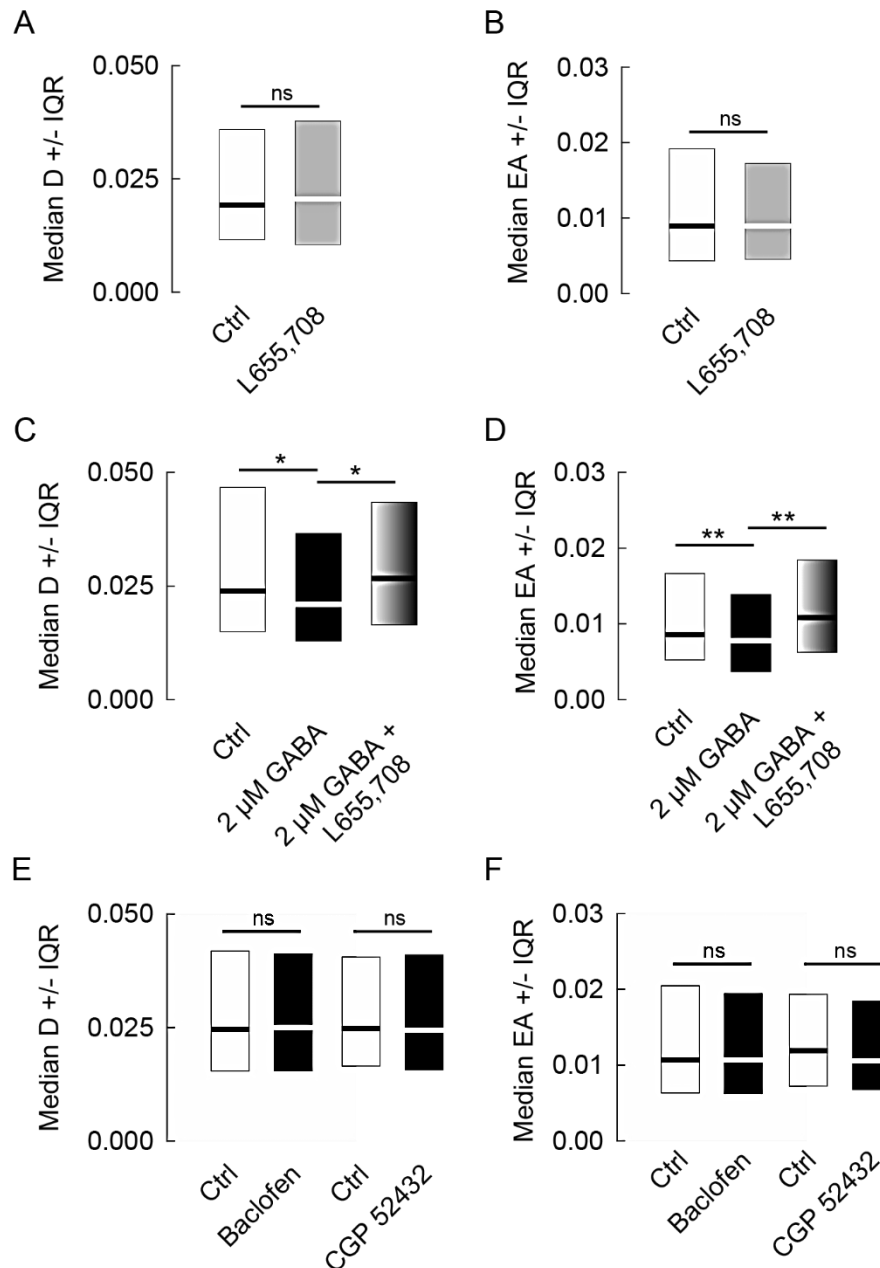 A
Median D +/- IQR
0.050
0.025
0.000
ns
Ctrl
L655,708
B
Median EA +/- IQR
0.03
0.02
0.01
0.00
ns
Ctrl
L655,708
C
Median D +/- IQR
0.050
0.025
0.000
*
*
Ctrl
2 µM GABA
2 µM GABA +
L655,708
D
Median EA +/- IQR
0.03
0.02
0.01
0.00
**
**
Ctrl
2 µM GABA
2 µM GABA +
L655,708
E
Median D +/- IQR
0.050
0.025
0.000
ns
ns
Ctrl
Baclofen
Ctrl
CGP 52432
F
Median EA +/- IQR
0.03
0.02
0.01
0.00
ns
ns
Ctrl
Baclofen
Ctrl
CGP 52432